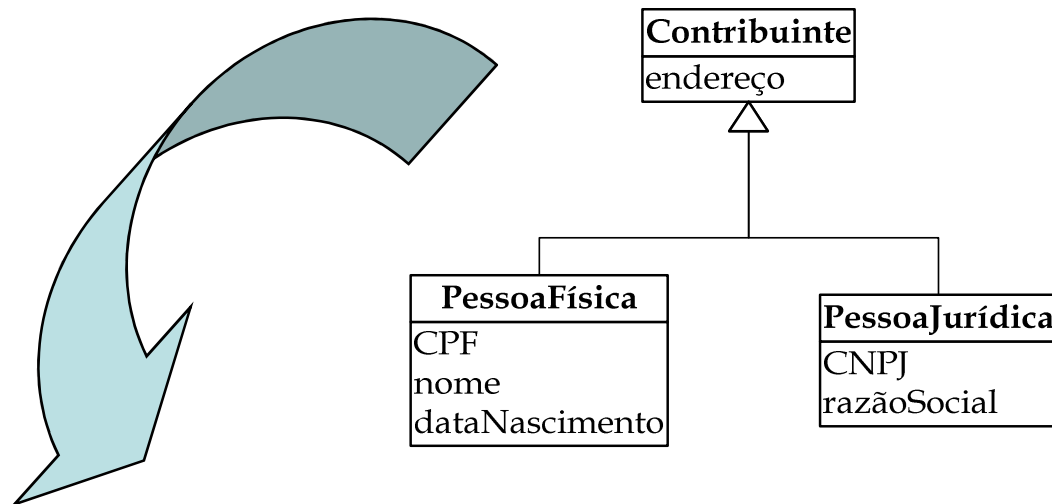 Contribuinte
endereço
PessoaFísica
CPF
nome
dataNascimento
PessoaJurídica
CNPJ
razãoSocial